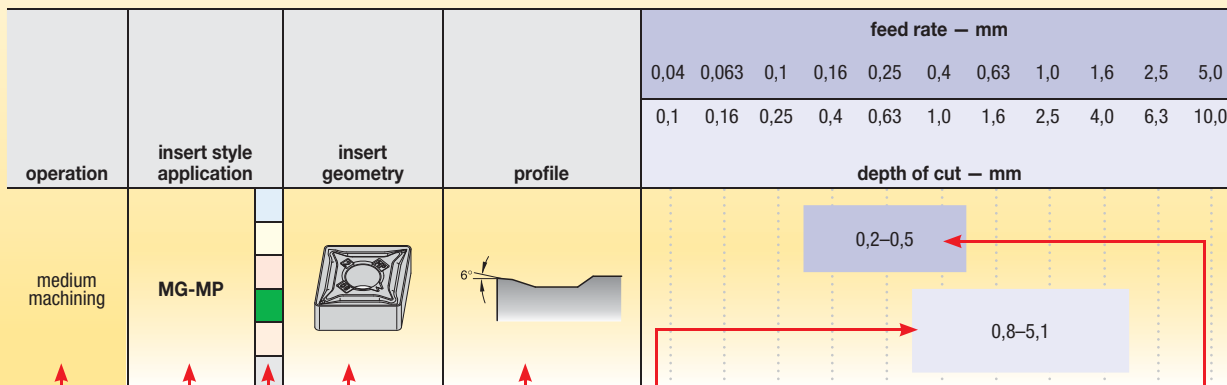 feed rate — mm
0,04 0,063 0,1 0,16 0,25 0,4 0,63 1,0 1,6 2,5 5,0
0,1 0,16 0,25 0,4 0,63 1,0 1,6 2,5 4,0 6,3 10,0
operation
insert style
application
insert
geometry
profile
depth of cut — mm
medium
machining
MG-MP
6°
0,2–0,5
0,8–5,1